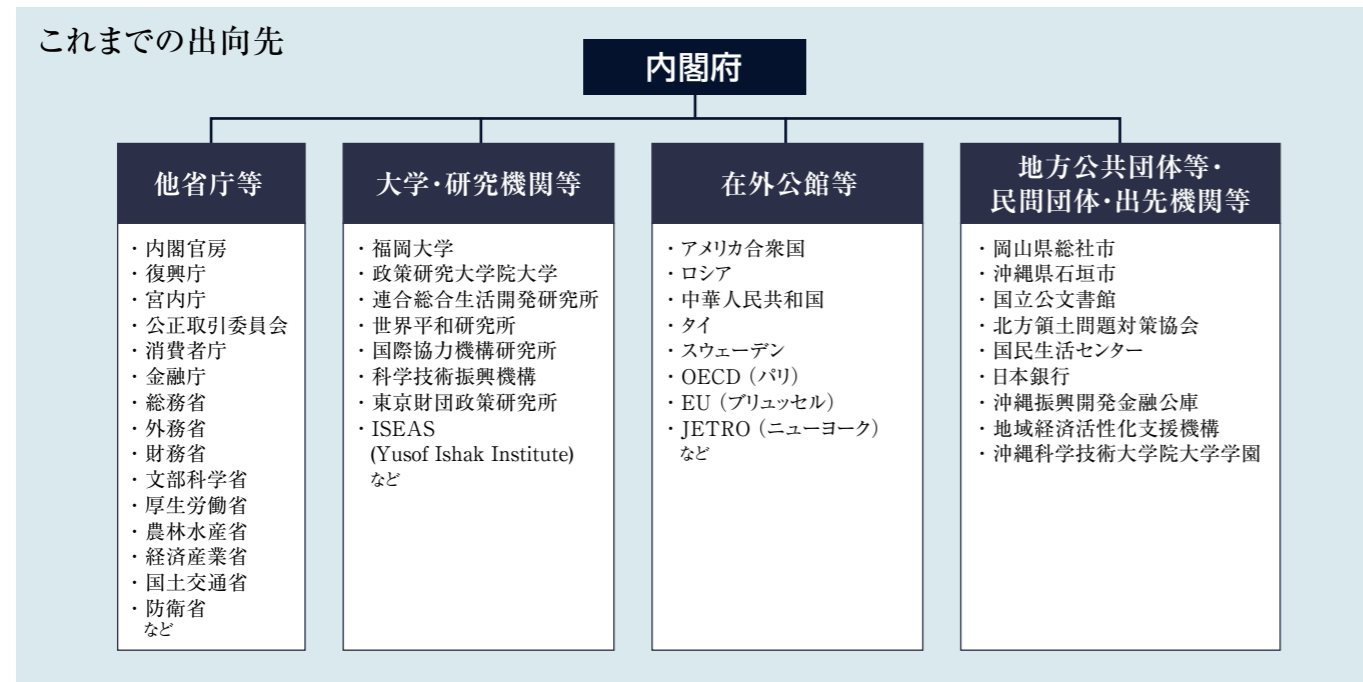 これまでの出向先
内閣府
他省庁等
・内閣官房
・復興庁
・宮内庁
・公正取引委員会
・消費者庁
・金融庁
・総務省
・外務省
・財務省
・文部科学省
・厚生労働省
・農林水産省
・経済産業省
・国土交通省
・防衛省
など
大学・研究機関等
・福岡大学
・政策研究大学院大学
・連合総合生活開発研究所
・世界平和研究所
・国際協力機構研究所
・科学技術振興機構
・東京財団政策研究所
・ISEAS
(Yusof Ishak Institute)
など
在外公館等
・アメリカ合衆国
・ロシア
・中華人民共和国
・タイ
・スウェーデン
・OECD（パリ）
・EU（ブリュッセル）
・JETRO（ニューヨーク）
など
地方公共団体等・
民間団体・出先機関等
・岡山県総社市
・沖縄県石垣市
・国立公文書館
・北方領土問題対策協会
・国民生活センター
・日本銀行
・沖縄振興開発金融公庫
・地域経済活性化支援機構
・沖縄科学技術大学院大学学園